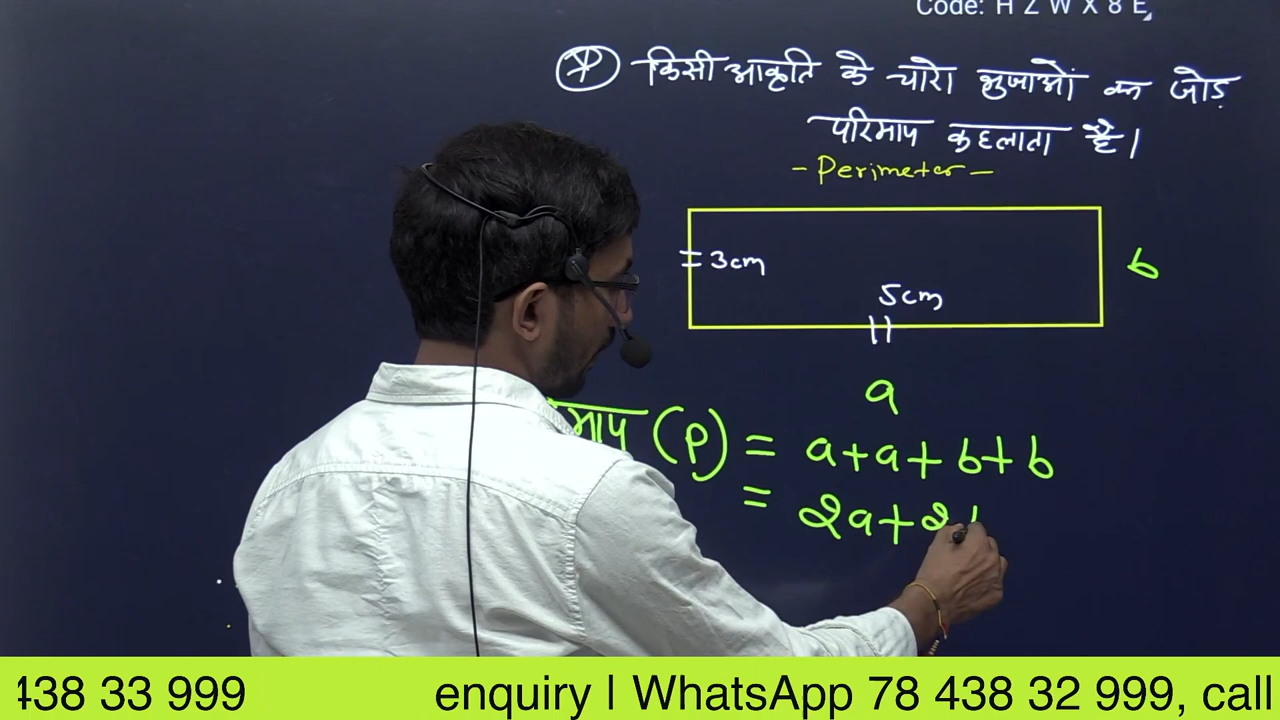 Code: H Z W X 8 E
* किसी आकृति के चारो भुजाओं का जोड़
परिमाप कहलाता है।
- Perimeter -
= 3cm
b
5cm
a
माप (P) = a+a+b+b
= 2a+2
438 33 999 enquiry | WhatsApp 78 438 32 999, call